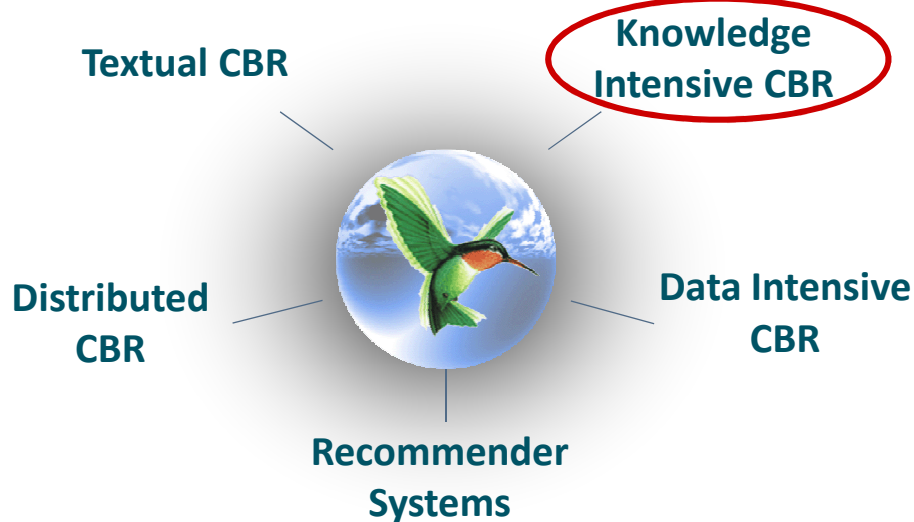 Textual CBR
Knowledge
Intensive CBR
Distributed
CBR
Data Intensive
CBR
Recommender
Systems